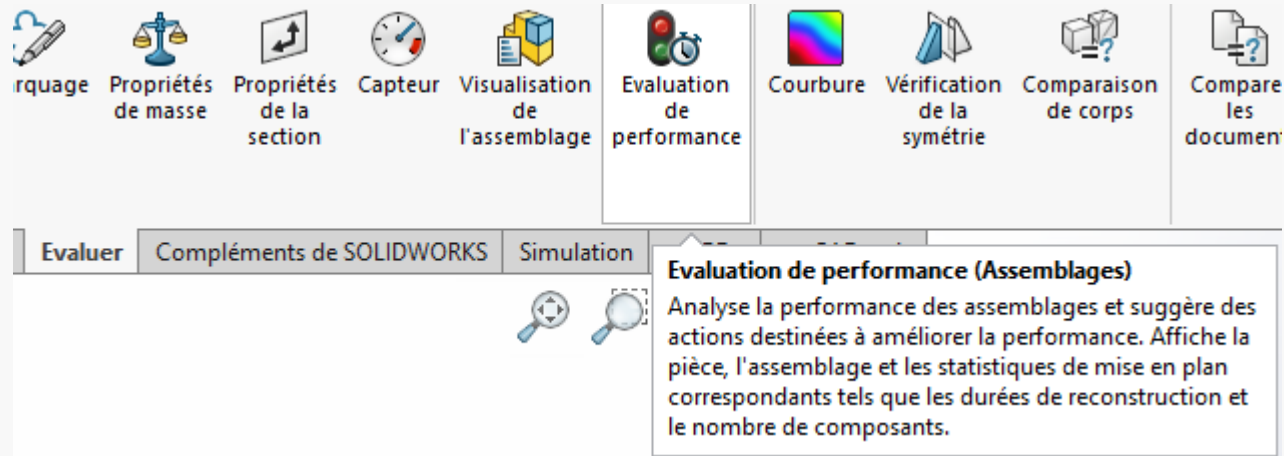 rquage
Propriétés
de masse
Propriétés
de la
section
Capteur
Visualisation
de
l'assemblage
Evaluation
de
performance
Courbure
Vérification
de la
symétrie
Comparaison
de corps
Compare
les
documen
Evaluer
Compléments de SOLIDWORKS
Simulation
Evaluation de performance (Assemblages)
Analyse la performance des assemblages et suggère des
actions destinées à améliorer la performance. Affiche la
pièce, l'assemblage et les statistiques de mise en plan
correspondants tels que les durées de reconstruction et
le nombre de composants.